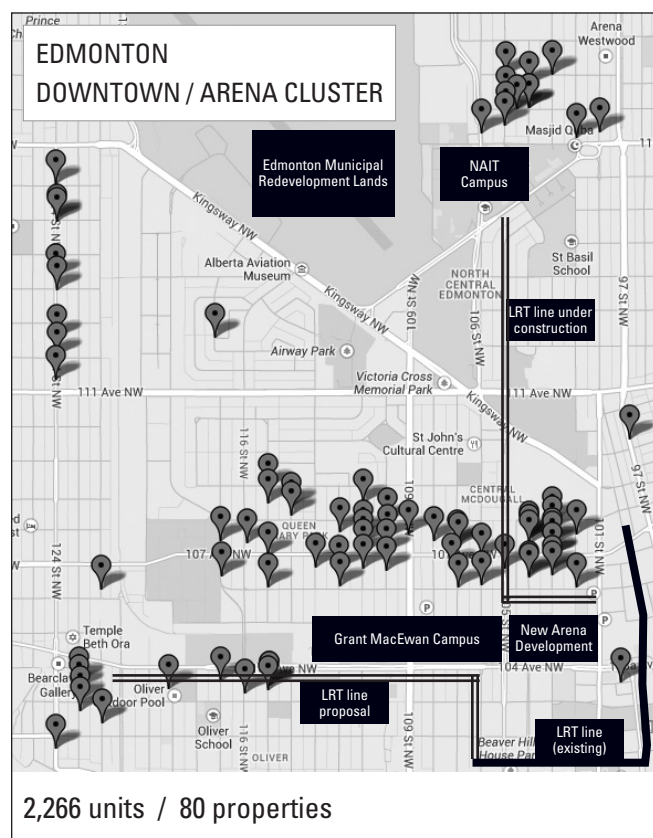 EDMONTON
DOWNTOWN / ARENA CLUSTER
Prince
Arena
Westwood
Masjid Quba
Edmonton Municipal
Redevelopment Lands
NAIT
Campus
Kingsway NW
Alberta Aviation
Museum
St Basil
School
NORTH
CENTRAL
EDMONTON
109 St NW
106 St NW
97 St NW
Kingsway NW
LRT line under
construction
Airway Park
Victoria Cross
Memorial Park
111 Ave NW
111 Ave NW
Kingsway NW
116 St NW
St John's
Cultural Centre
97 St NW
CENTRAL
MCDOUGALL
QUEEN
124 St NW
107 Ave NW
101 St NW
P
P
Temple
Beth Ora
Grant MacEwan Campus
New Arena
Development
Gallery
Ave NW
104 Ave NW
Oliver
Pool
LRT line
proposal
Oliver
School
116 St NW
OLIVER
109 St NW
LRT line
(existing)
Beaver Hills
House Park
2,266 units / 80 properties